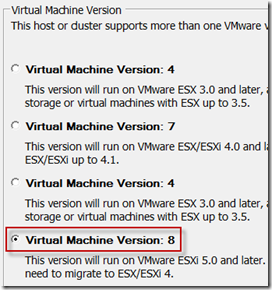 Virtual Machine Version
This host or cluster supports more than one VMware v
Virtual Machine Version: 4
This version will run on VMware ESX 3.0 and later, a
storage or virtual machines with ESX up to 3.5.
Virtual Machine Version: 7
This version will run on VMware ESX/ESXi 4.0 and la
ESX/ESXi up to 4.1.
Virtual Machine Version: 4
This version will run on VMware ESX 3.0 and later, a
storage or virtual machines with ESX up to 3.5.
Virtual Machine Version: 8
This version will run on VMware ESXi 5.0 and later.
need to migrate to ESX/ESXi 4.